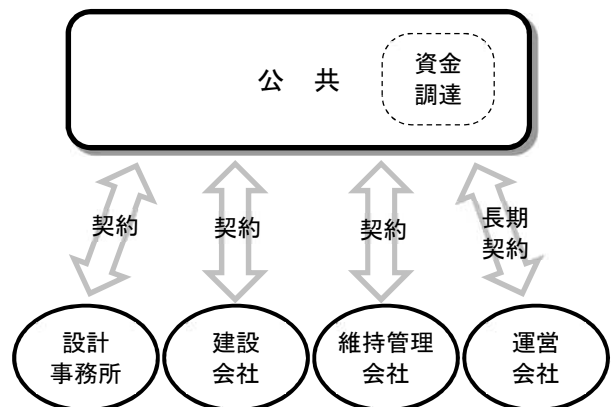 公 共
資金
調達
契約
契約
契約
長期
契約
設計
事務所
建設
会社
維持管理
会社
運営
会社